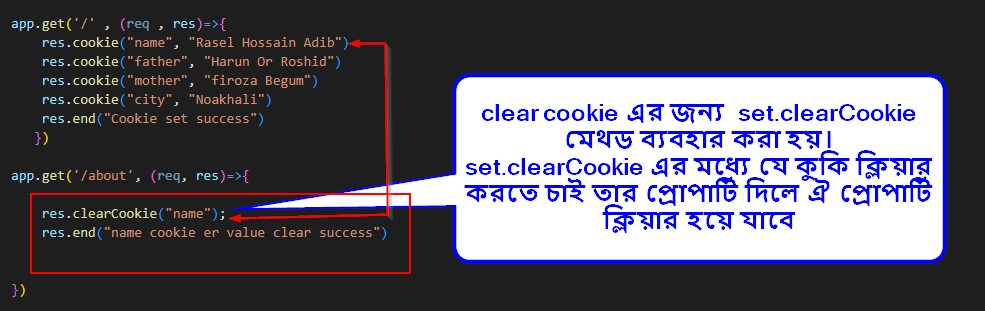 app.get('/' , (req , res)=>{
res.cookie("name", "Rasel Hossain Adib")
res.cookie("father", "Harun Or Roshid")
res.cookie("mother", "firoza Begum")
res.cookie("city", "Noakhali")
res.end("Cookie set success")
})
app.get('/about', (req, res)=>{
res.clearCookie("name");
res.end("name cookie er value clear success")
})
clear cookie এর জন্য set.clearCookie
মেথড ব্যবহার করা হয়।
set.clearCookie এর মধ্যে যে কুকি ক্লিয়ার
করতে চাই তার প্রোপার্টি দিলে ঐ প্রোপার্টি
ক্লিয়ার হয়ে যাবে